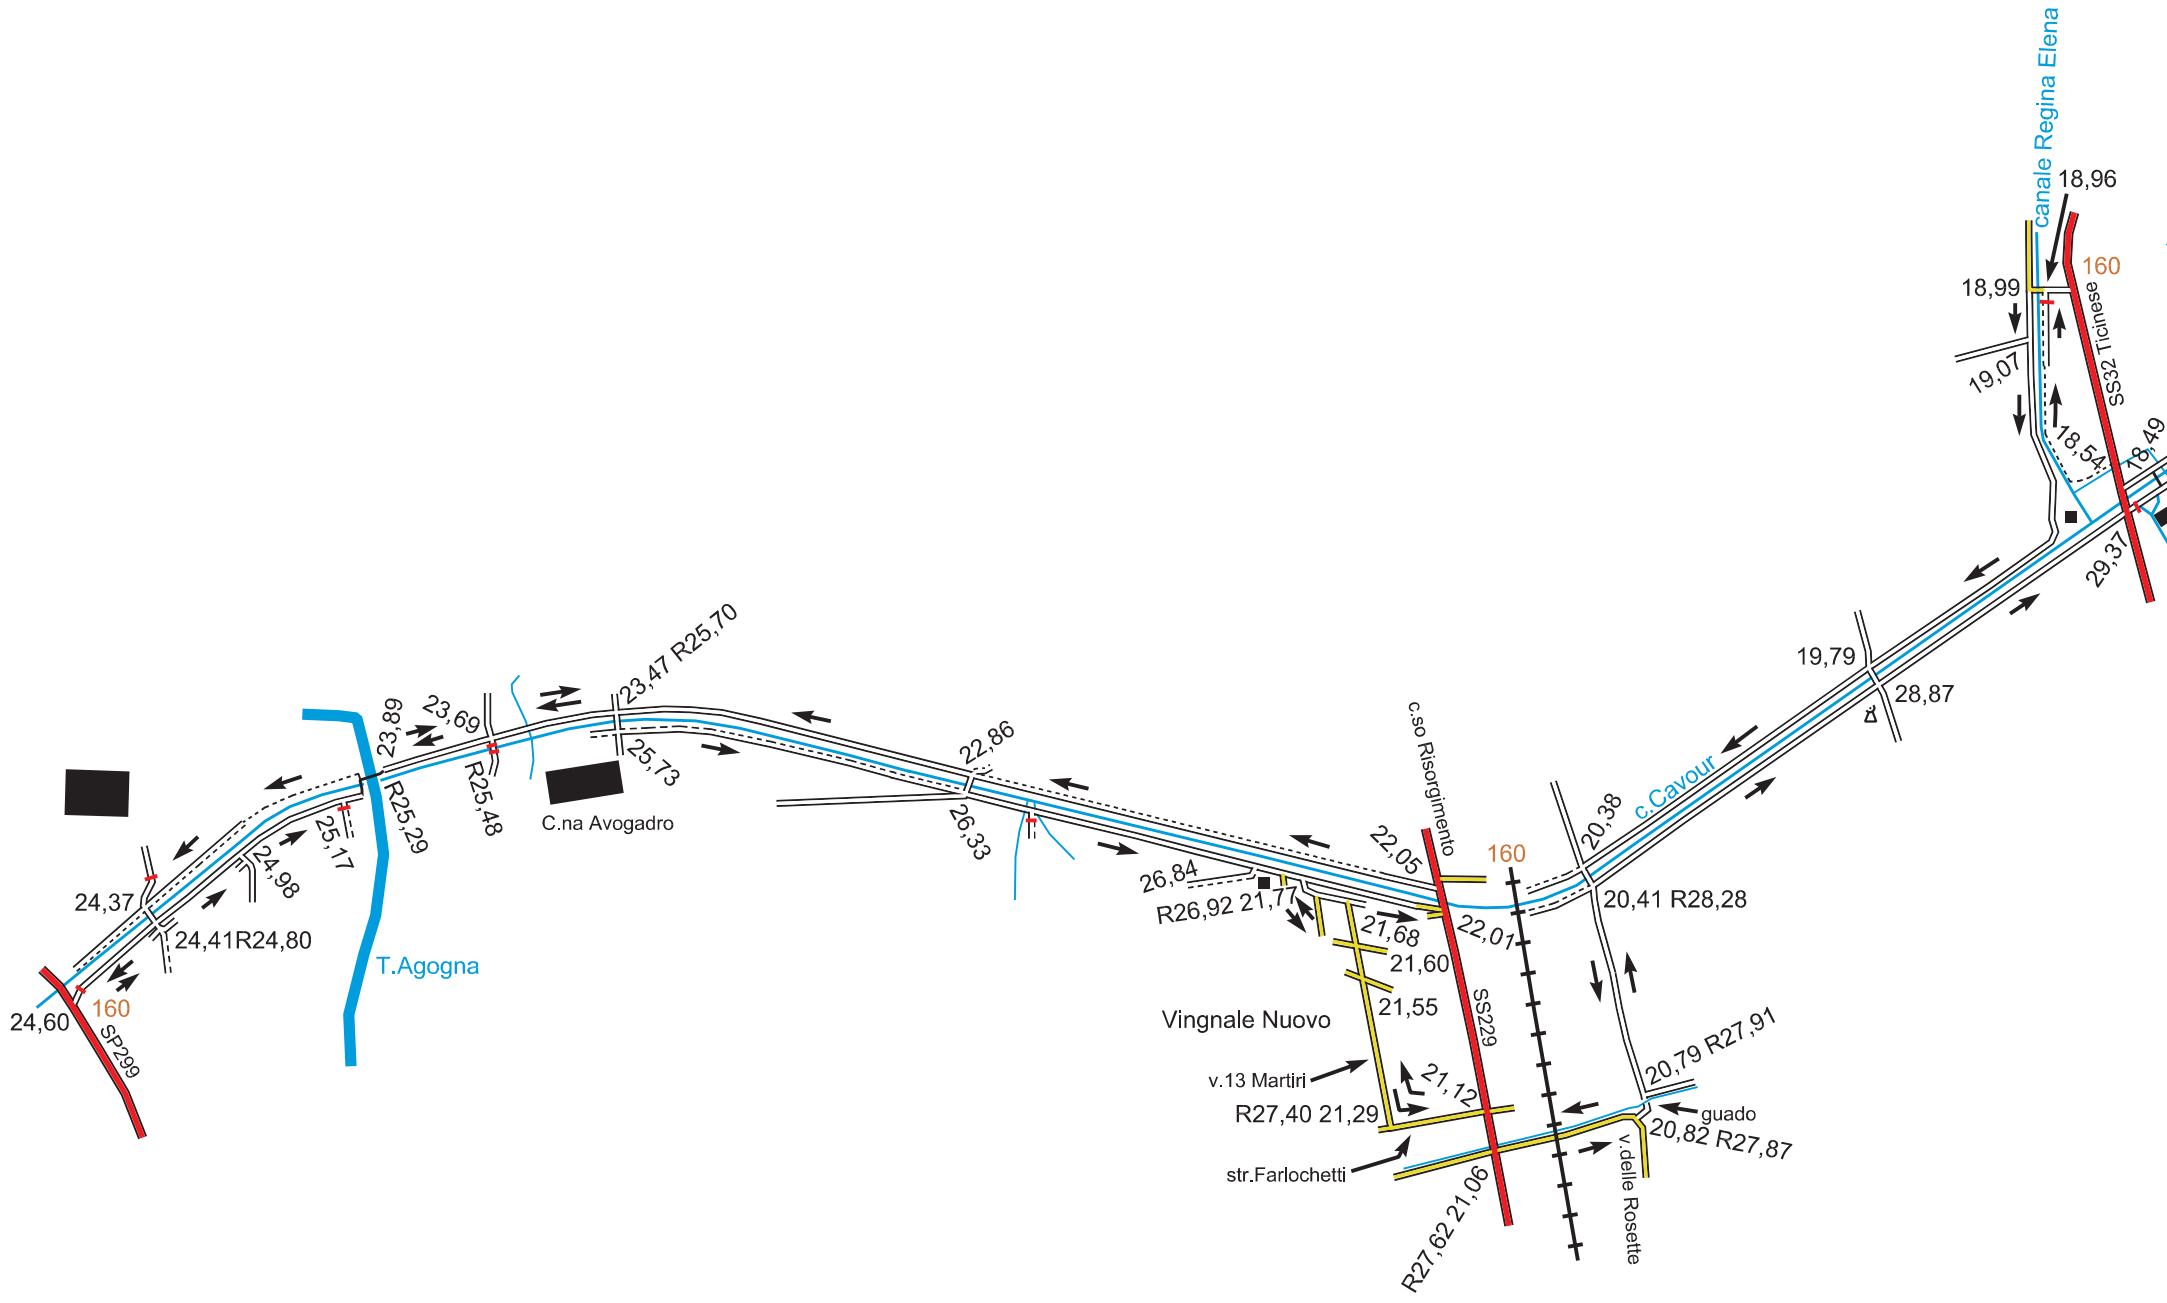 canale Regina Elena
18,96
160
18,99
SS32 Ticinese
19,07
18,54
18,49
29,37
19,79
28,87
c.Cavour
20,38
20,41 R28,28
c.so Risorgimento
160
22,05
22,01
22,86
26,33
26,84
R26,92 21,77
21,68
21,60
21,55
SS229
Vingnale Nuovo
v.13 Martiri
21,12
R27,40 21,29
str.Farlochetti
R27,62 21,06
20,79 R27,91
guado
20,82 R27,87
v.delle Rosette
23,47 R25,70
25,73
C.na Avogadro
23,69
R25,48
23,89
R25,29
25,17
24,98
24,37
24,41R24,80
T.Agogna
160
24,60
SP299